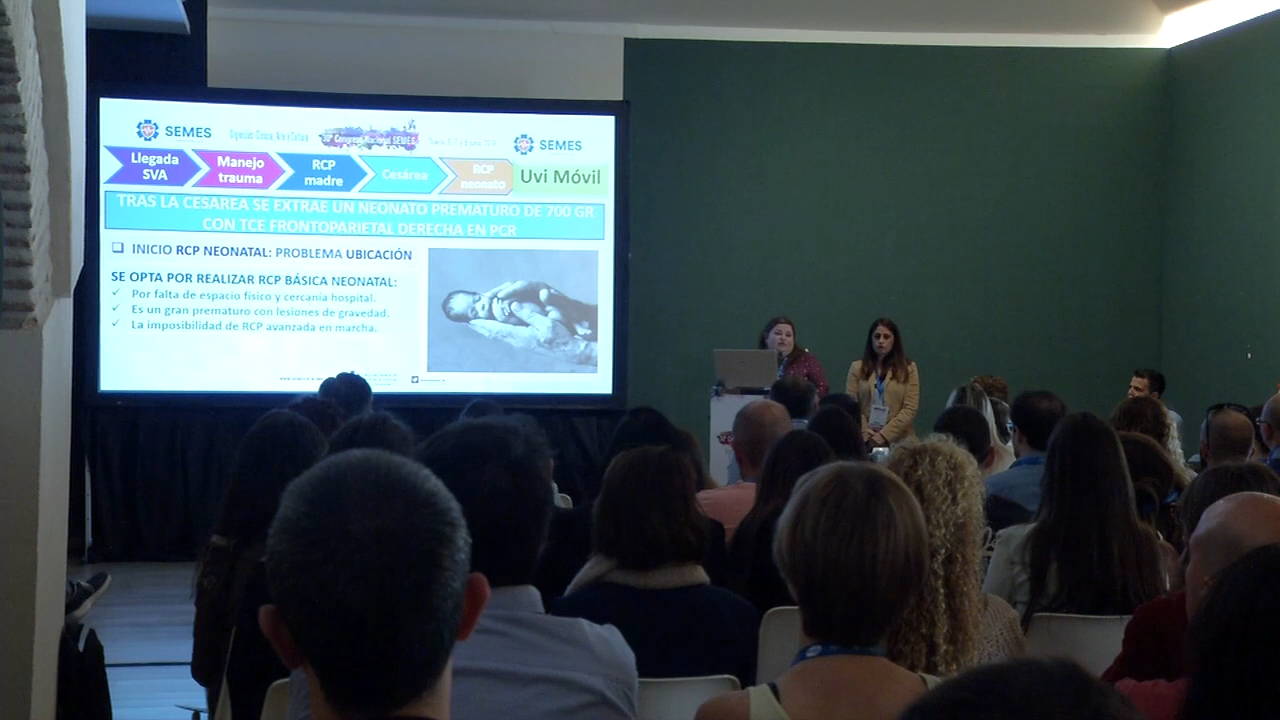 SEMES
SEMES
Llegada
SVA
Manejo
trauma
RCP
madre
Cesárea
RCP
neonato
Uvi Móvil
TRAS LA CESAREA SE EXTRAE UN NEONATO PREMATURO DE 700 GR
CON TCE FRONTOPARIETAL DERECHA EN PCR
INICIO RCP NEONATAL: PROBLEMA UBICACIÓN
SE OPTA POR REALIZAR RCP BÁSICA NEONATAL:
Por falta de espacio físico y cercanía hospital.
Es un gran prematuro con lesiones de gravedad.
La imposibilidad de RCP avanzada en marcha.